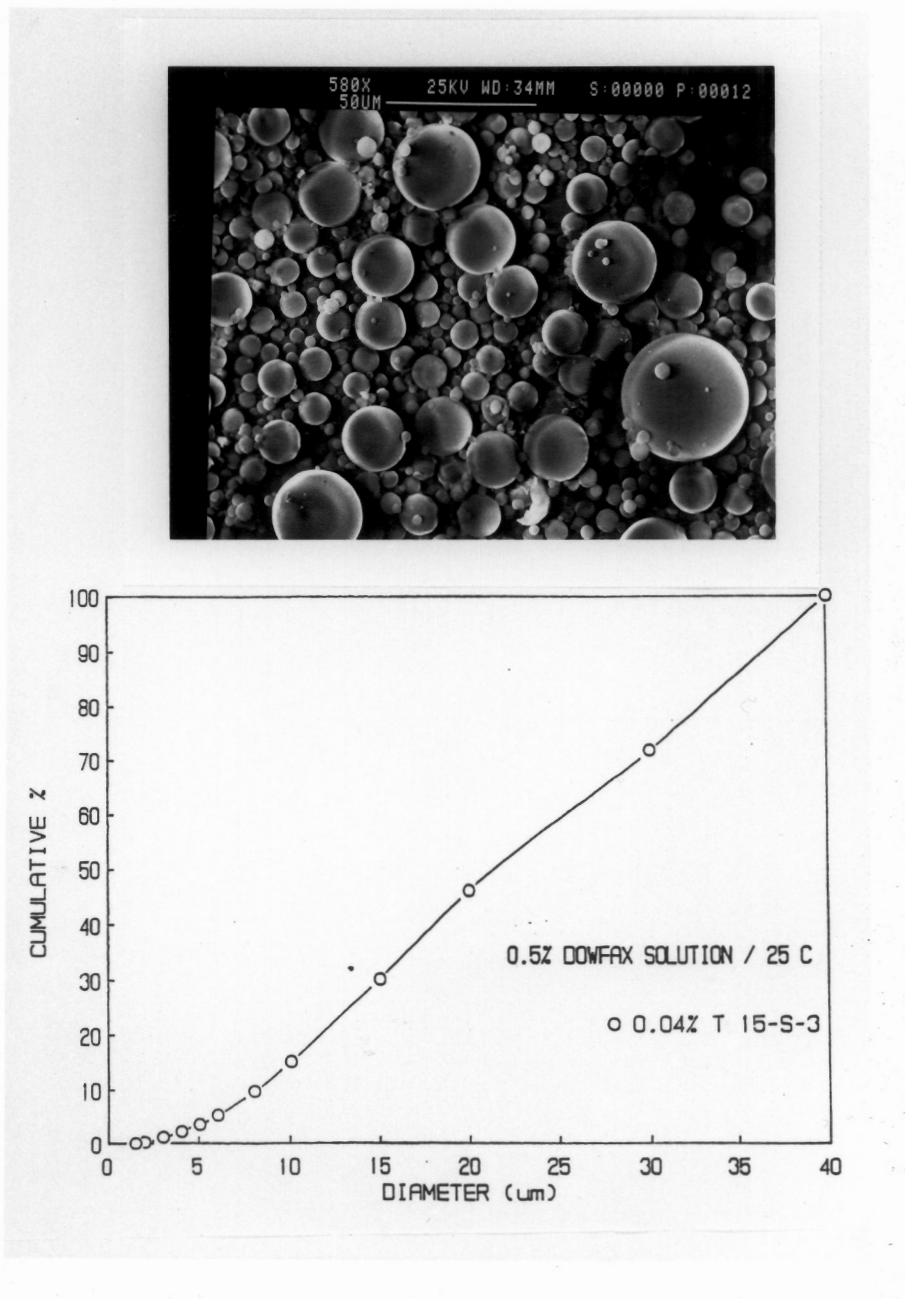 580X 25KV WD:34MM S:00000 P:00012
50UM
100
90
80
70
60
50
40
30
20
10
0
CUMULATIVE %
0.5% DOWFAX SOLUTION / 25 C
0.04% T 15-S-3
0 5 10 15 20 25 30 35 40
DIAMETER (um)